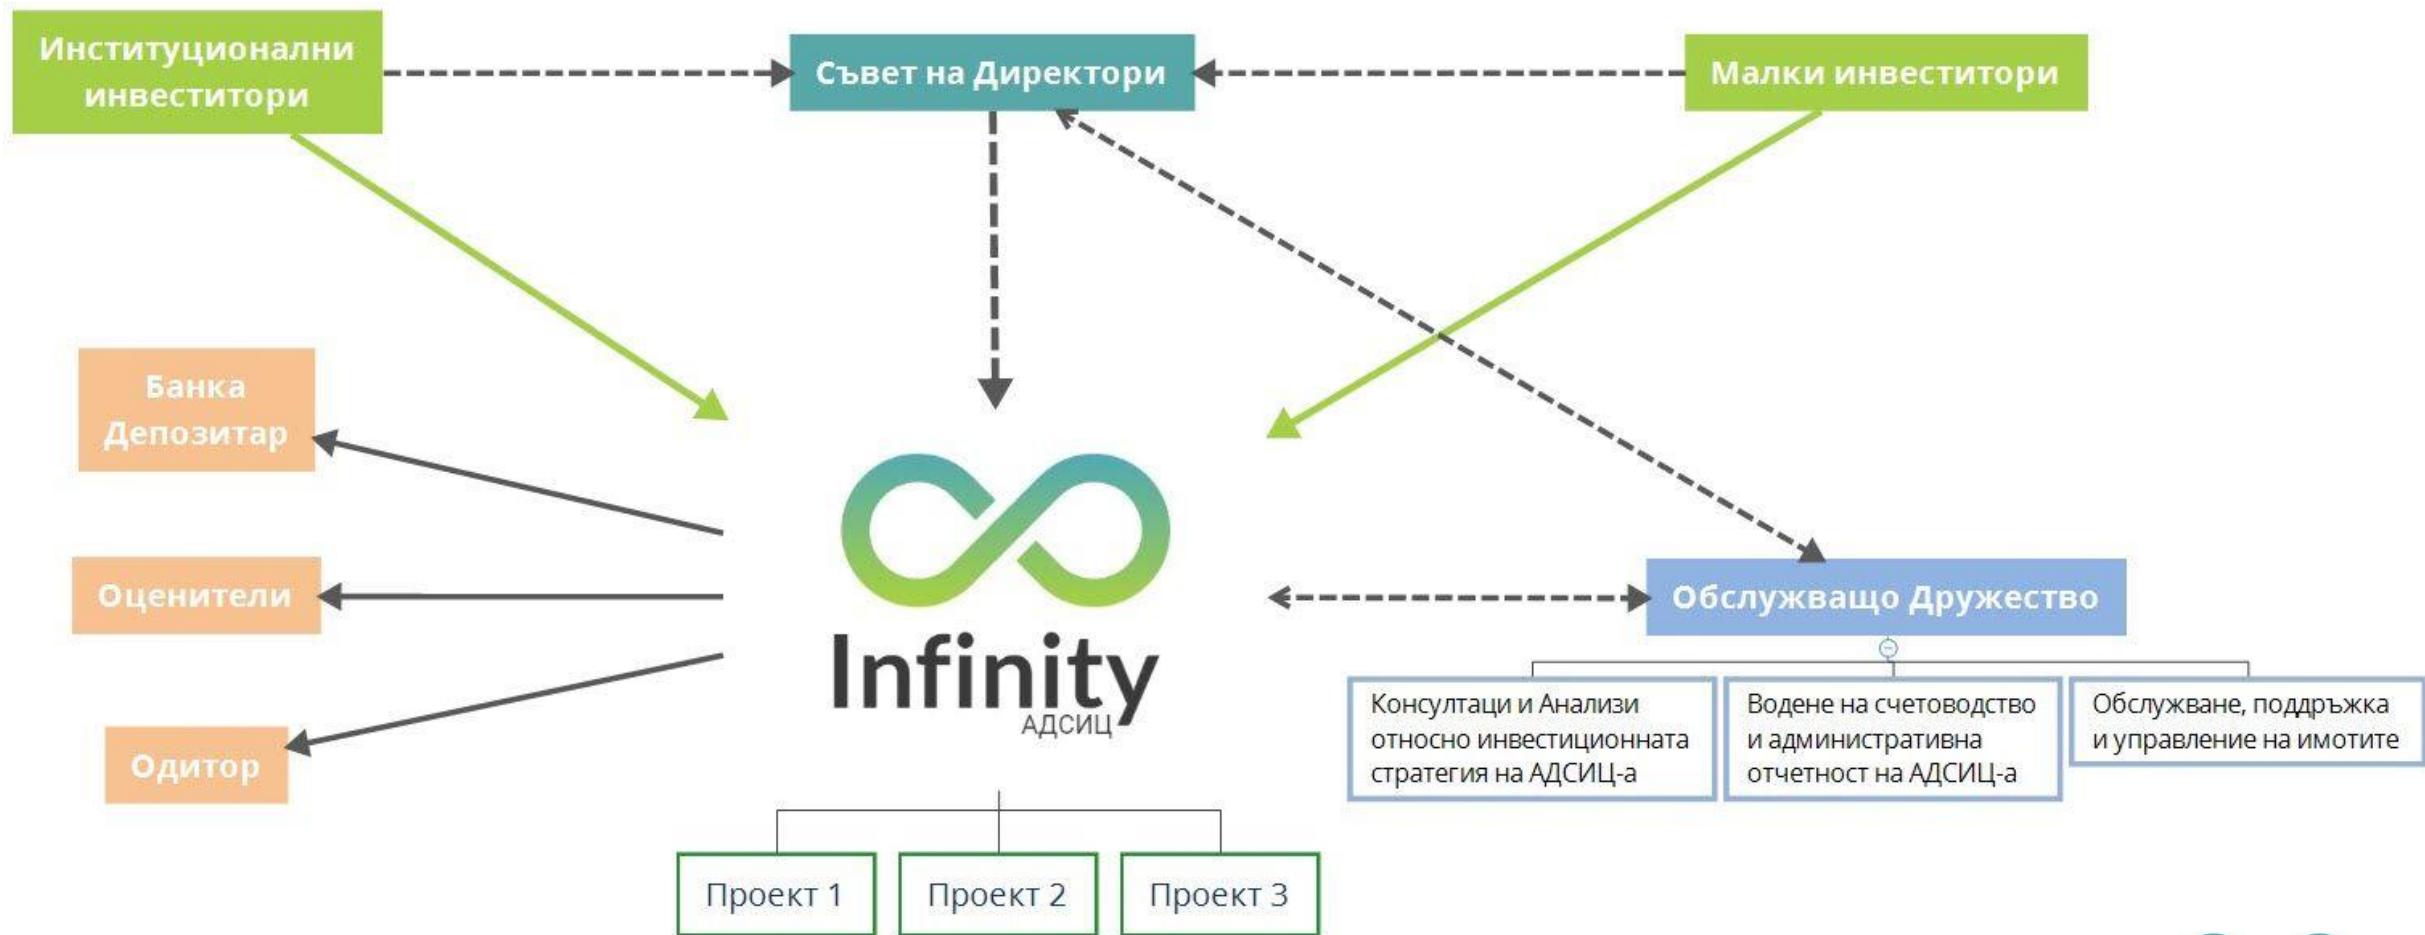 Институционални
инвеститори
Съвет на Директори
Малки инвеститори
Банка
Депозитар
Оценители
Одитор
Infinity
АДСИЦ
Обслужващо Дружество
Консултаци и Анализи
относно инвестиционната
стратегия на АДСИЦ-а
Водене на счетоводство
и административна
отчетност на АДСИЦ-а
Обслужване, поддръжка
и управление на имотите
Проект 1
Проект 2
Проект 3